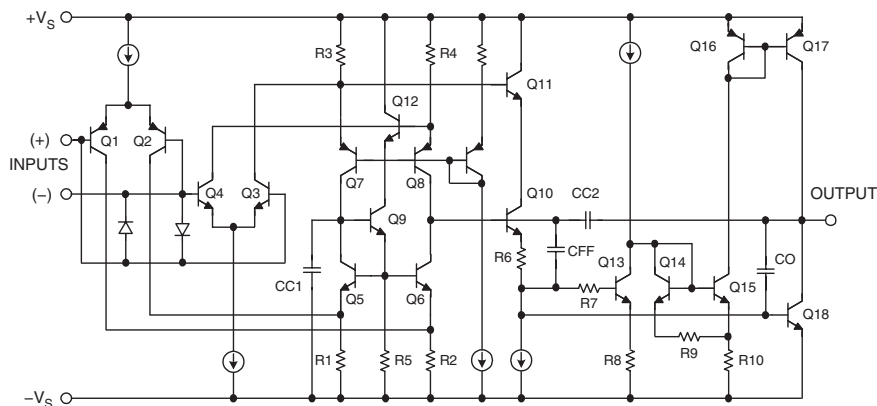 +VS
R3
R4
Q16
Q17
Q12
Q11
(+)
Q1
Q2
INPUTS
(−)
Q4
Q3
Q7
Q8
Q10
CC2
OUTPUT
Q9
R6
CFF
Q13
Q14
CC1
Q5
Q6
R7
Q15
CO
Q18
R1
R5
R2
R8
R9
R10
−VS